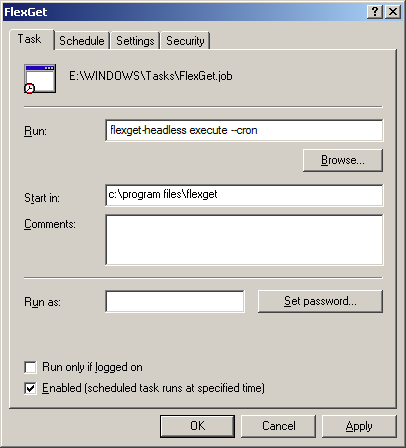 FlexGet
Task Schedule Settings Security
E:\WINDOWS\Tasks\FlexGet.job
Run: flexget-headless execute --cron
Browse...
Start in: c:\program files\flexget
Comments:
Run as: Set password...
Run only if logged on
Enabled (scheduled task runs at specified time)
OK Cancel Apply